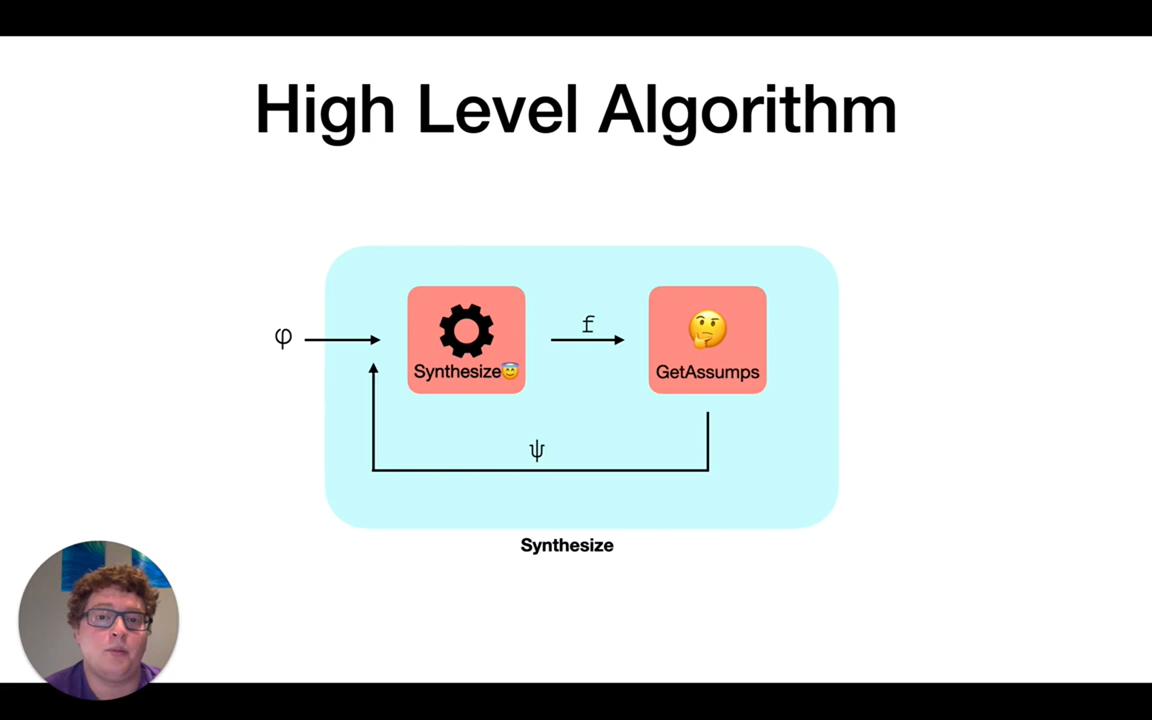 High Level Algorithm
φ
f
Synthesize😇
GetAssumps
ψ
Synthesize